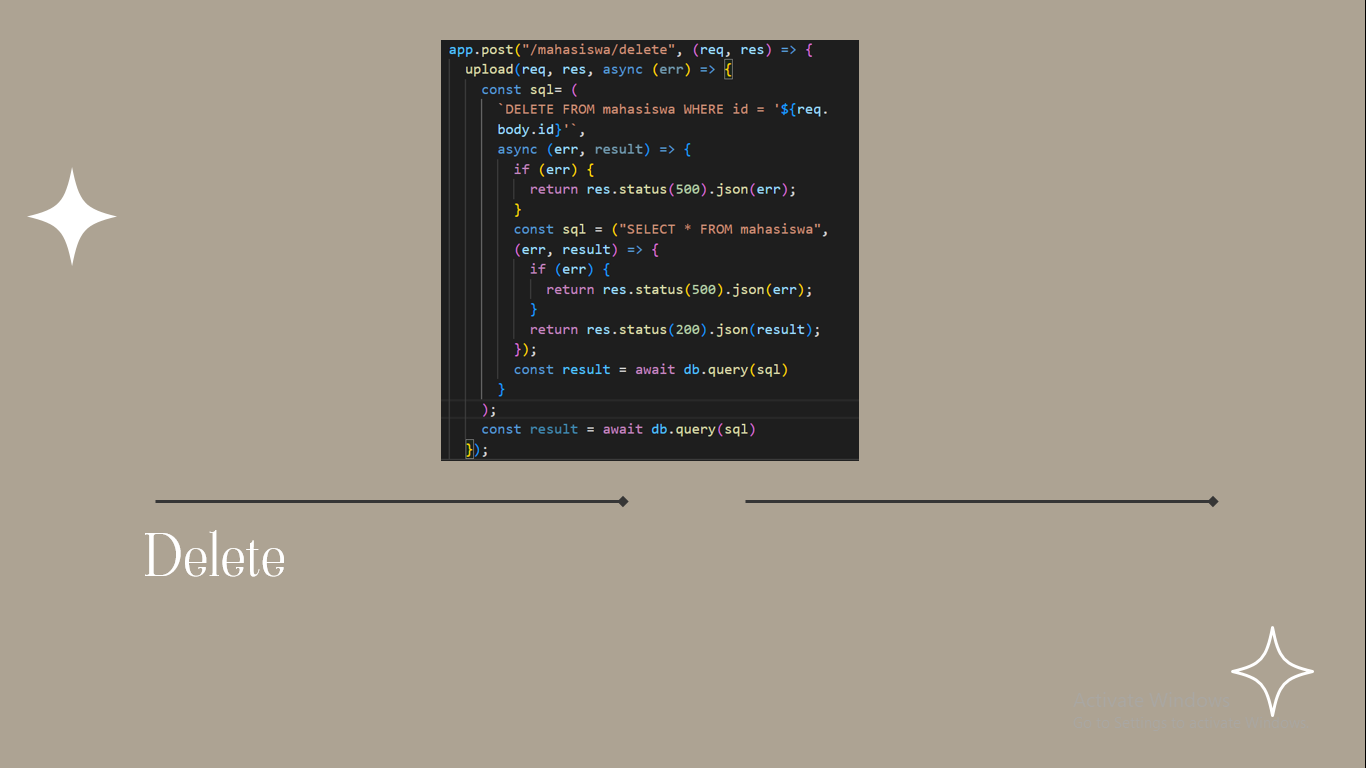 app.post("/mahasiswa/delete", (req, res) => {
upload(req, res, async (err) => {
const sql= (
`DELETE FROM mahasiswa WHERE id = '${req.
body.id}'`,
async (err, result) => {
if (err) {
return res.status(500).json(err);
}
const sql = ("SELECT * FROM mahasiswa",
(err, result) => {
if (err) {
return res.status(500).json(err);
}
return res.status(200).json(result);
});
const result = await db.query(sql)
}
);
const result = await db.query(sql)
});
Delete